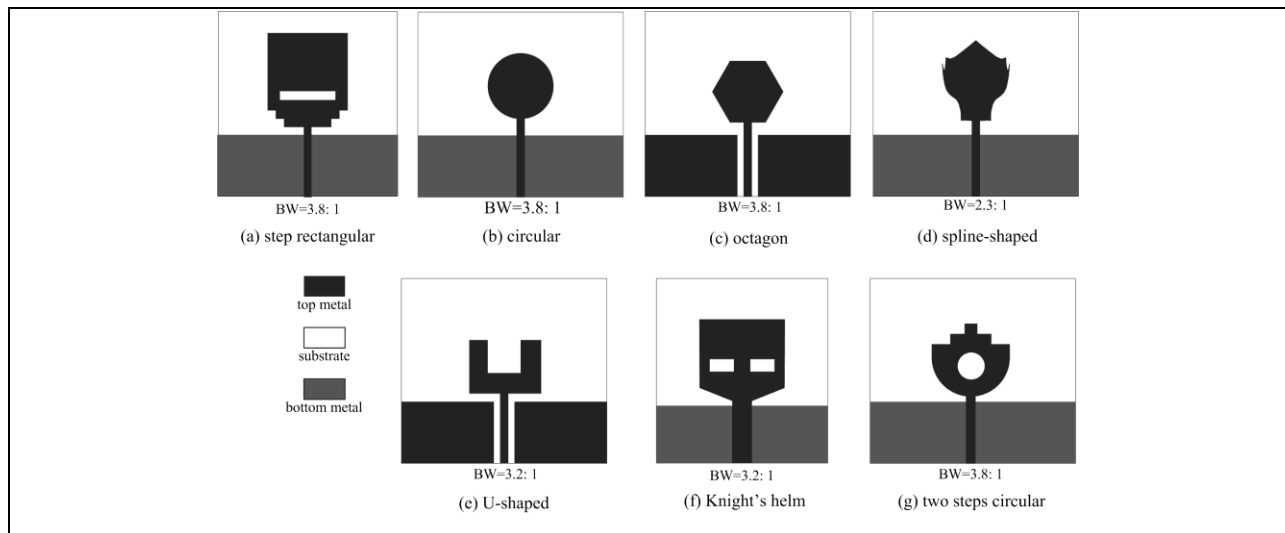 BW=3.8: 1
BW=3.8: 1
BW=3.8: 1
BW=2.3: 1
(a) step rectangular
(b) circular
(c) octagon
(d) spline-shaped
top metal
substrate
bottom metal
BW=3.2: 1
BW=3.2: 1
BW=3.8: 1
(e) U-shaped
(f) Knight's helm
(g) two steps circular